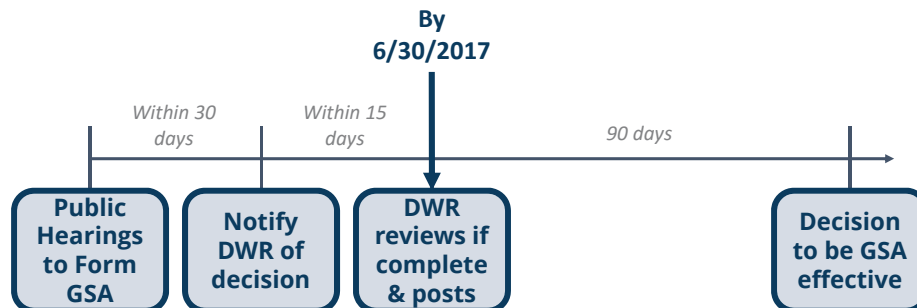 By
6/30/2017
Within 30
days
Within 15
days
90 days
Public
Hearings
to Form
GSA
Notify
DWR of
decision
DWR
reviews if
complete
& posts
Decision
to be GSA
effective